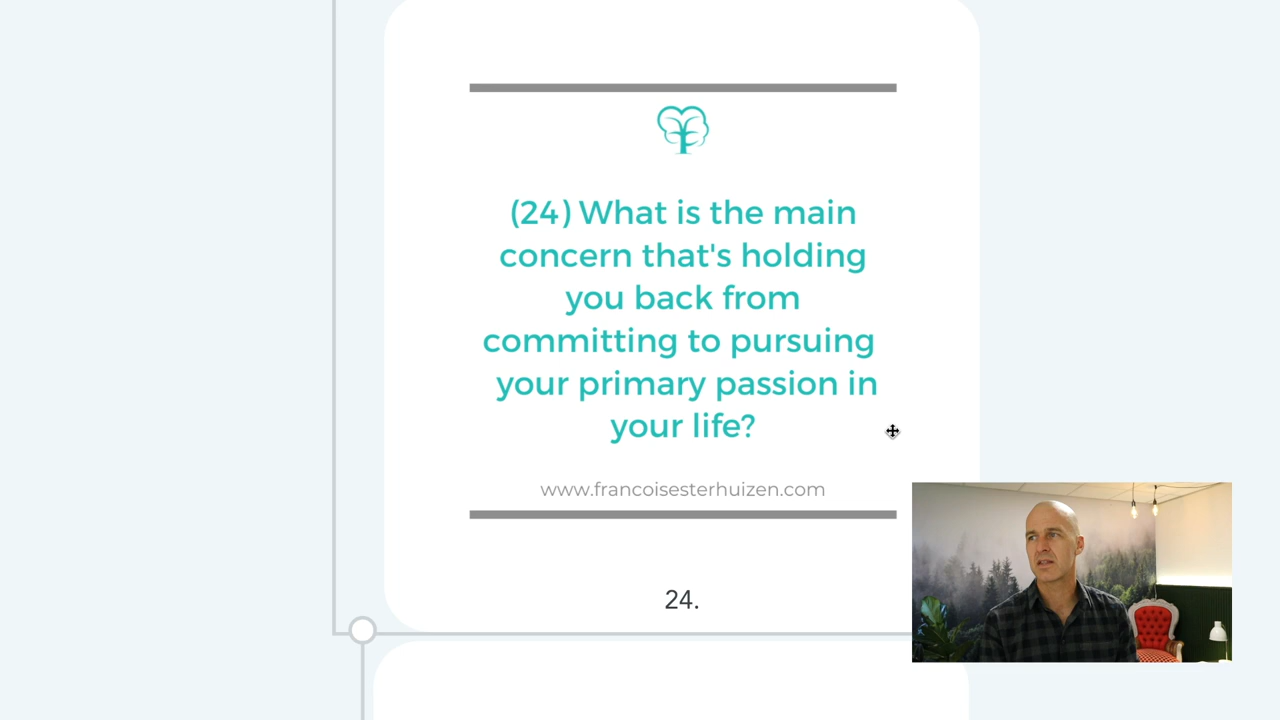 (24) What is the main
concern that's holding
you back from
committing to pursuing
your primary passion in
your life?
www.francoisesterhuizen.com
24.